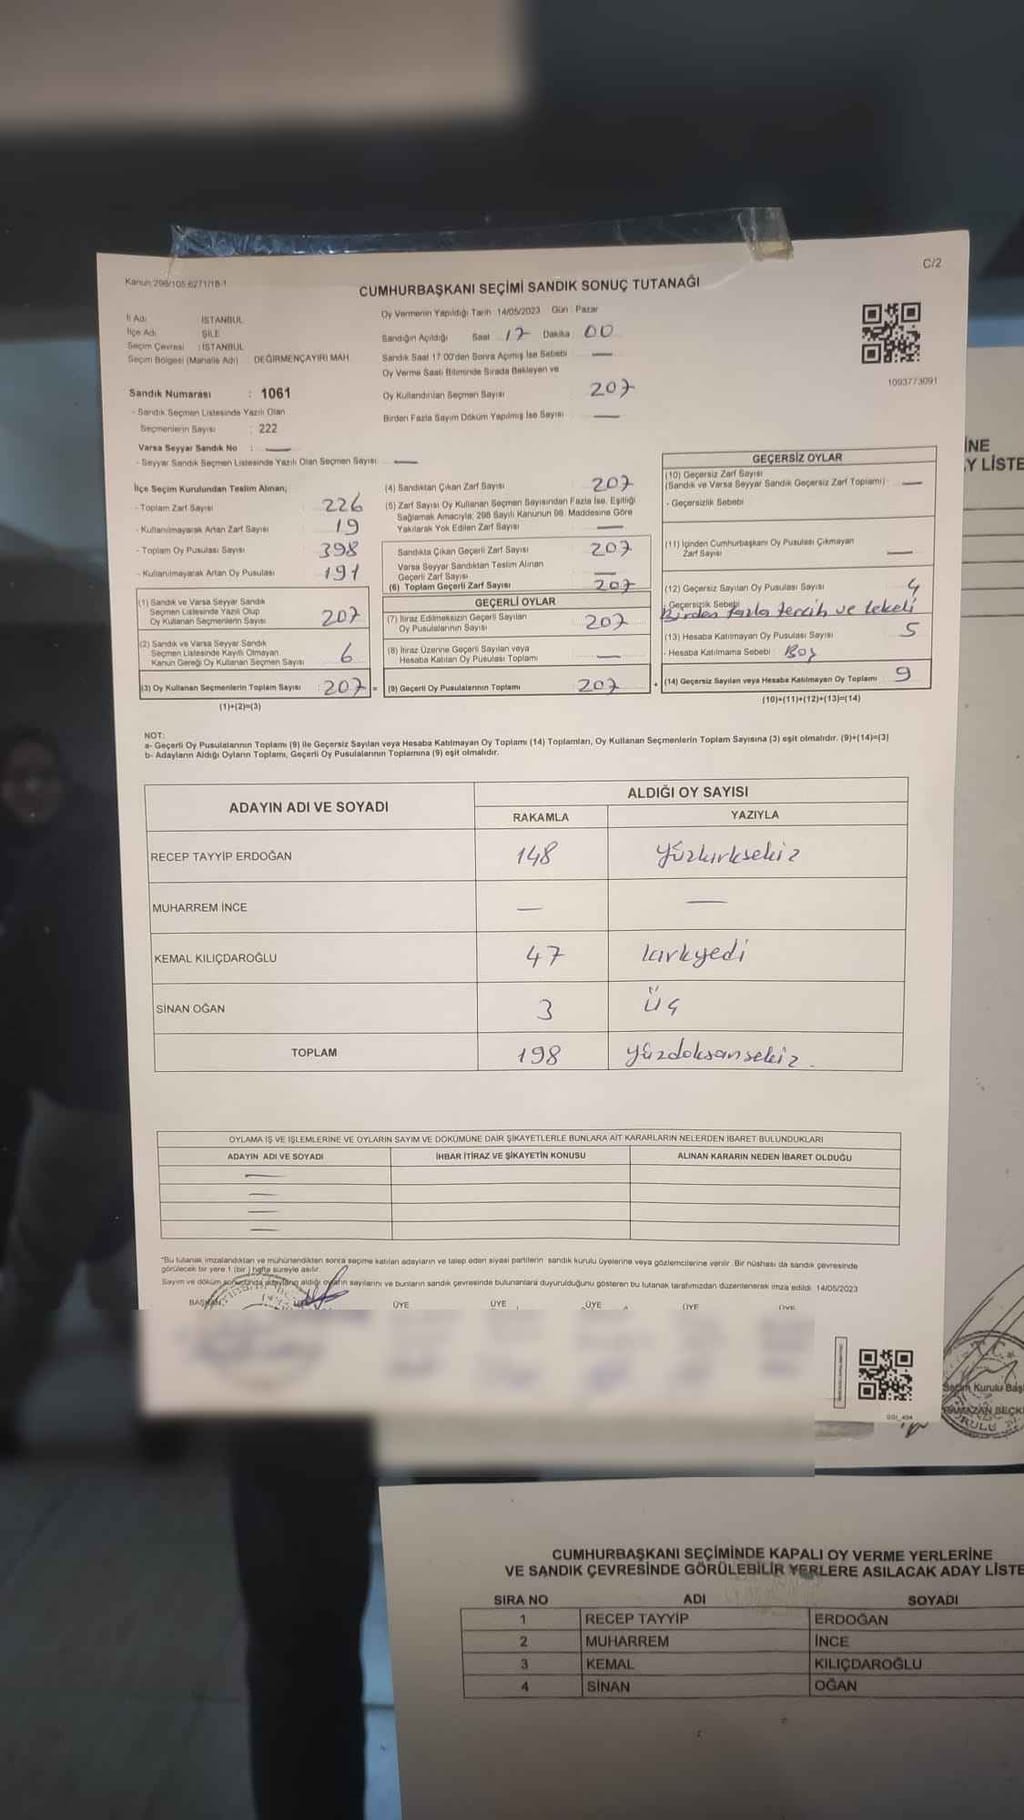 C/2
Kanun:298/105.6271/18-1
CUMHURBAŞKANI SEÇİMİ SANDIK SONUÇ TUTANAĞI
İl Adı: İSTANBUL
İlçe Adı: ŞİLE
Seçim Çevresi :İSTANBUL
Seçim Bölgesi (Mahalle Adı) : DEĞİRMENÇAYIRI MAH.
Sandık Numarası : 1061
- Sandık Seçmen Listesinde Yazılı Olan
Seçmenlerin Sayısı : 222
Varsa Seyyar Sandık No : —
- Seyyar Sandık Seçmen Listesinde Yazılı Olan Seçmen Sayısı: —
Oy Vermenin Yapıldığı Tarih 14/05/2023 Gün : Pazar
Sandığın Açıldığı Saat 17 Dakika 00
Sandık Saat 17.00'den Sonra Açılmış İse Sebebi —
Oy Verme Saati Bitiminde Sırada Bekleyen ve
Oy Kullandırılan Seçmen Sayısı 207
Birden Fazla Sayım Döküm Yapılmış İse Sayısı —
1093773091
İlçe Seçim Kurulundan Teslim Alınan;
- Toplam Zarf Sayısı 226
- Kullanılmayarak Artan Zarf Sayısı 19
- Toplam Oy Pusulası Sayısı 398
- Kullanılmayarak Artan Oy Pusulası 191
(1) Sandık ve Varsa Seyyar Sandık
Seçmen Listesinde Yazılı Olup
Oy Kullanan Seçmenlerin Sayısı 207
(2) Sandık ve Varsa Seyyar Sandık
Seçmen Listesinde Kayıtlı Olmayan
Kanun Gereği Oy Kullanan Seçmen Sayısı 6
(3) Oy Kullanan Seçmenlerin Toplam Sayısı 207
(1)+(2)=(3)
(4) Sandıktan Çıkan Zarf Sayısı 207
(5) Zarf Sayısı Oy Kullanan Seçmen Sayısından Fazla İse, Eşitliği
Sağlamak Amacıyla; 298 Sayılı Kanunun 98. Maddesine Göre
Yakılarak Yok Edilen Zarf Sayısı —
Sandıkta Çıkan Geçerli Zarf Sayısı 207
Varsa Seyyar Sandıktan Teslim Alınan
Geçerli Zarf Sayısı —
(6) Toplam Geçerli Zarf Sayısı 207
GEÇERLİ OYLAR
(7) İtiraz Edilmeksizin Geçerli Sayılan
Oy Pusulalarının Sayısı 207
(8) İtiraz Üzerine Geçerli Sayılan veya
Hesaba Katılan Oy Pusulası Toplamı —
= (9) Geçerli Oy Pusulalarının Toplamı 207
GEÇERSİZ OYLAR
(10) Geçersiz Zarf Sayısı
(Sandık ve Varsa Seyyar Sandık Geçersiz Zarf Toplamı) —
- Geçersizlik Sebebi
(11) İçinden Cumhurbaşkanı Oy Pusulası Çıkmayan
Zarf Sayısı —
(12) Geçersiz Sayılan Oy Pusulası Sayısı 4
- Geçersizlik Sebebi
Birden fazla tercih ve lekeli
(13) Hesaba Katılmayan Oy Pusulası Sayısı 5
- Hesaba Katılmama Sebebi Boş
+ (14) Geçersiz Sayılan veya Hesaba Katılmayan Oy Toplamı 9
(10)+(11)+(12)+(13)=(14)
NOT:
a- Geçerli Oy Pusulalarının Toplamı (9) ile Geçersiz Sayılan veya Hesaba Katılmayan Oy Toplamı (14) Toplamları, Oy Kullanan Seçmenlerin Toplam Sayısına (3) eşit olmalıdır. (9)+(14)=(3)
b- Adayların Aldığı Oyların Toplamı, Geçerli Oy Pusulalarının Toplamına (9) eşit olmalıdır.
ADAYIN ADI VE SOYADI
ALDIĞI OY SAYISI
RAKAMLA YAZIYLA
RECEP TAYYİP ERDOĞAN 148 yüzkırksekiz
MUHARREM İNCE — —
KEMAL KILIÇDAROĞLU 47 kırkyedi
SİNAN OĞAN 3 üç
TOPLAM 198 yüzdoksansekiz.
OYLAMA İŞ VE İŞLEMLERİNE VE OYLARIN SAYIM VE DÖKÜMÜNE DAİR ŞİKAYETLERLE BUNLARA AİT KARARLARIN NELERDEN İBARET BULUNDUKLARI
ADAYIN ADI VE SOYADI İHBAR İTİRAZ VE ŞİKAYETİN KONUSU ALINAN KARARIN NEDEN İBARET OLDUĞU
—
—
—
—
*Bu tutanak imzalandıktan ve mühürlendikten sonra seçime katılan adayların ve talep eden siyasi partilerin sandık kurulu üyelerine veya gözlemcilerine verilir. Bir nüshası da sandık çevresinde
görülecek bir yere 1 (bir ) hafta süreyle asılır.
Sayım ve döküm sonucunda adayların aldığı oyların sayılarını ve bunların sandık çevresinde bulunanlara duyurulduğunu gösteren bu tutanak tarafımızdan düzenlenerek imza edildi. 14/05/2023
BAŞKAN ÜYE ÜYE ÜYE ÜYE ÜYE
İNE
Y LİSTE
T.C.
Seçim Kurulu Baş
RAMAZAN SEÇK
CUMHURBAŞKANI SEÇİMİNDE KAPALI OY VERME YERLERİNE
VE SANDIK ÇEVRESİNDE GÖRÜLEBİLİR YERLERE ASILACAK ADAY LİSTE
SIRA NO ADI SOYADI
1 RECEP TAYYİP ERDOĞAN
2 MUHARREM İNCE
3 KEMAL KILIÇDAROĞLU
4 SİNAN OĞAN